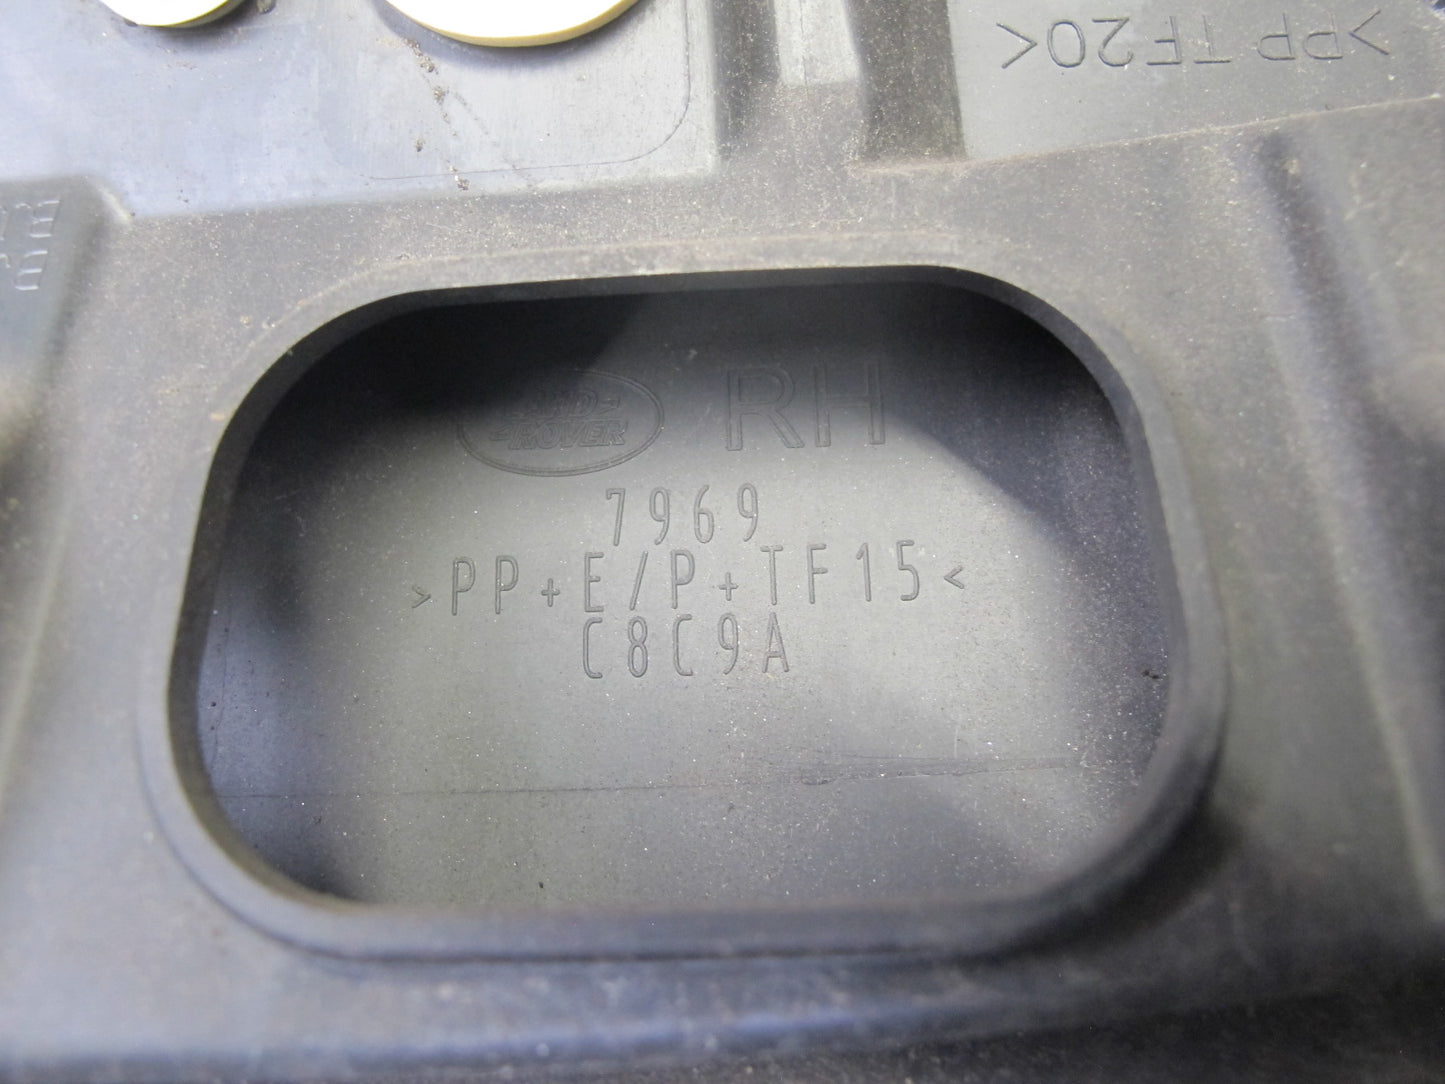 >PP TF20<
LAND
ROVER
RH
7969
>PP+E/P+TF15<
C8C9A